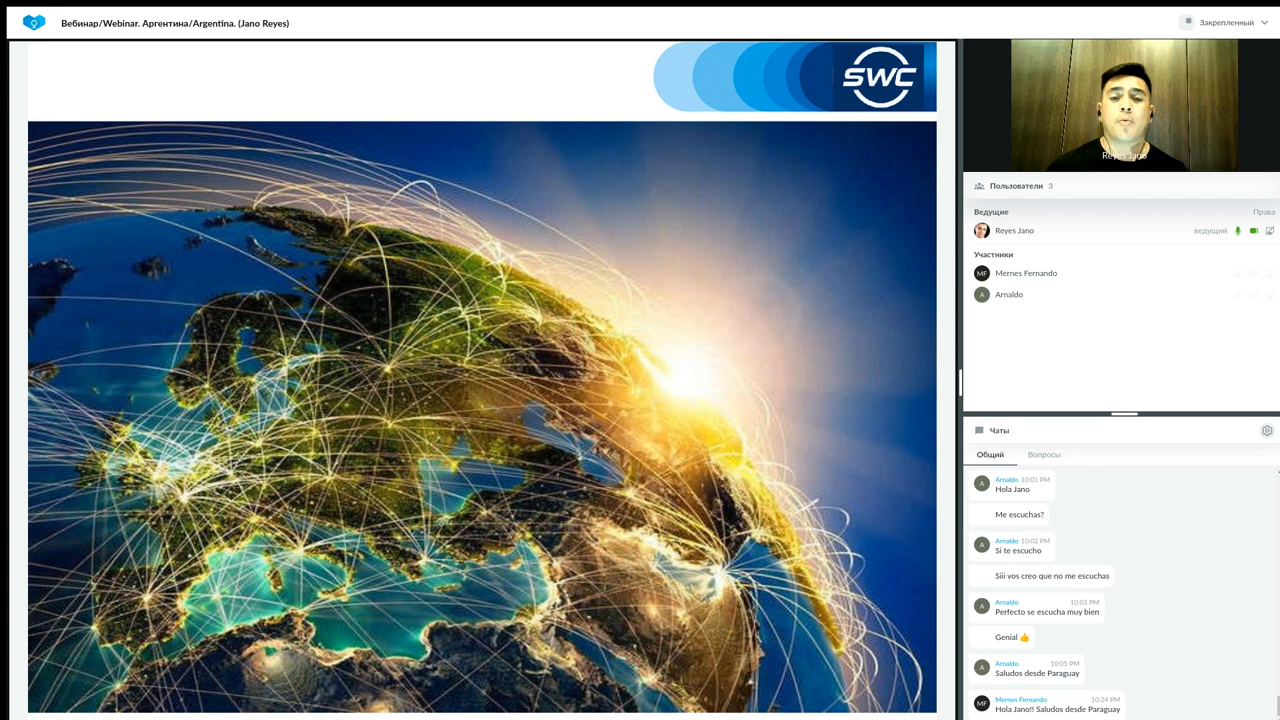 Вебинар/Webinar. Аргентина/Argentina. (Jano Reyes)
Закрепленный
SWC
Reyes Jano
Пользователи 3
Ведущие Права
Reyes Jano ведущий
Участники
MF Mernes Fernando
A Arnaldo
Чаты
Общий Вопросы
Arnaldo 10:01 PM
A Hola Jano
Me escuchas?
Arnaldo 10:02 PM
A Si te escucho
Siii vos creo que no me escuchas
Arnaldo 10:03 PM
A Perfecto se escucha muy bien
Genial 👍
Arnaldo 10:05 PM
A Saludos desde Paraguay
Mernes Fernando 10:24 PM
MF Hola Jano!! Saludos desde Paraguay